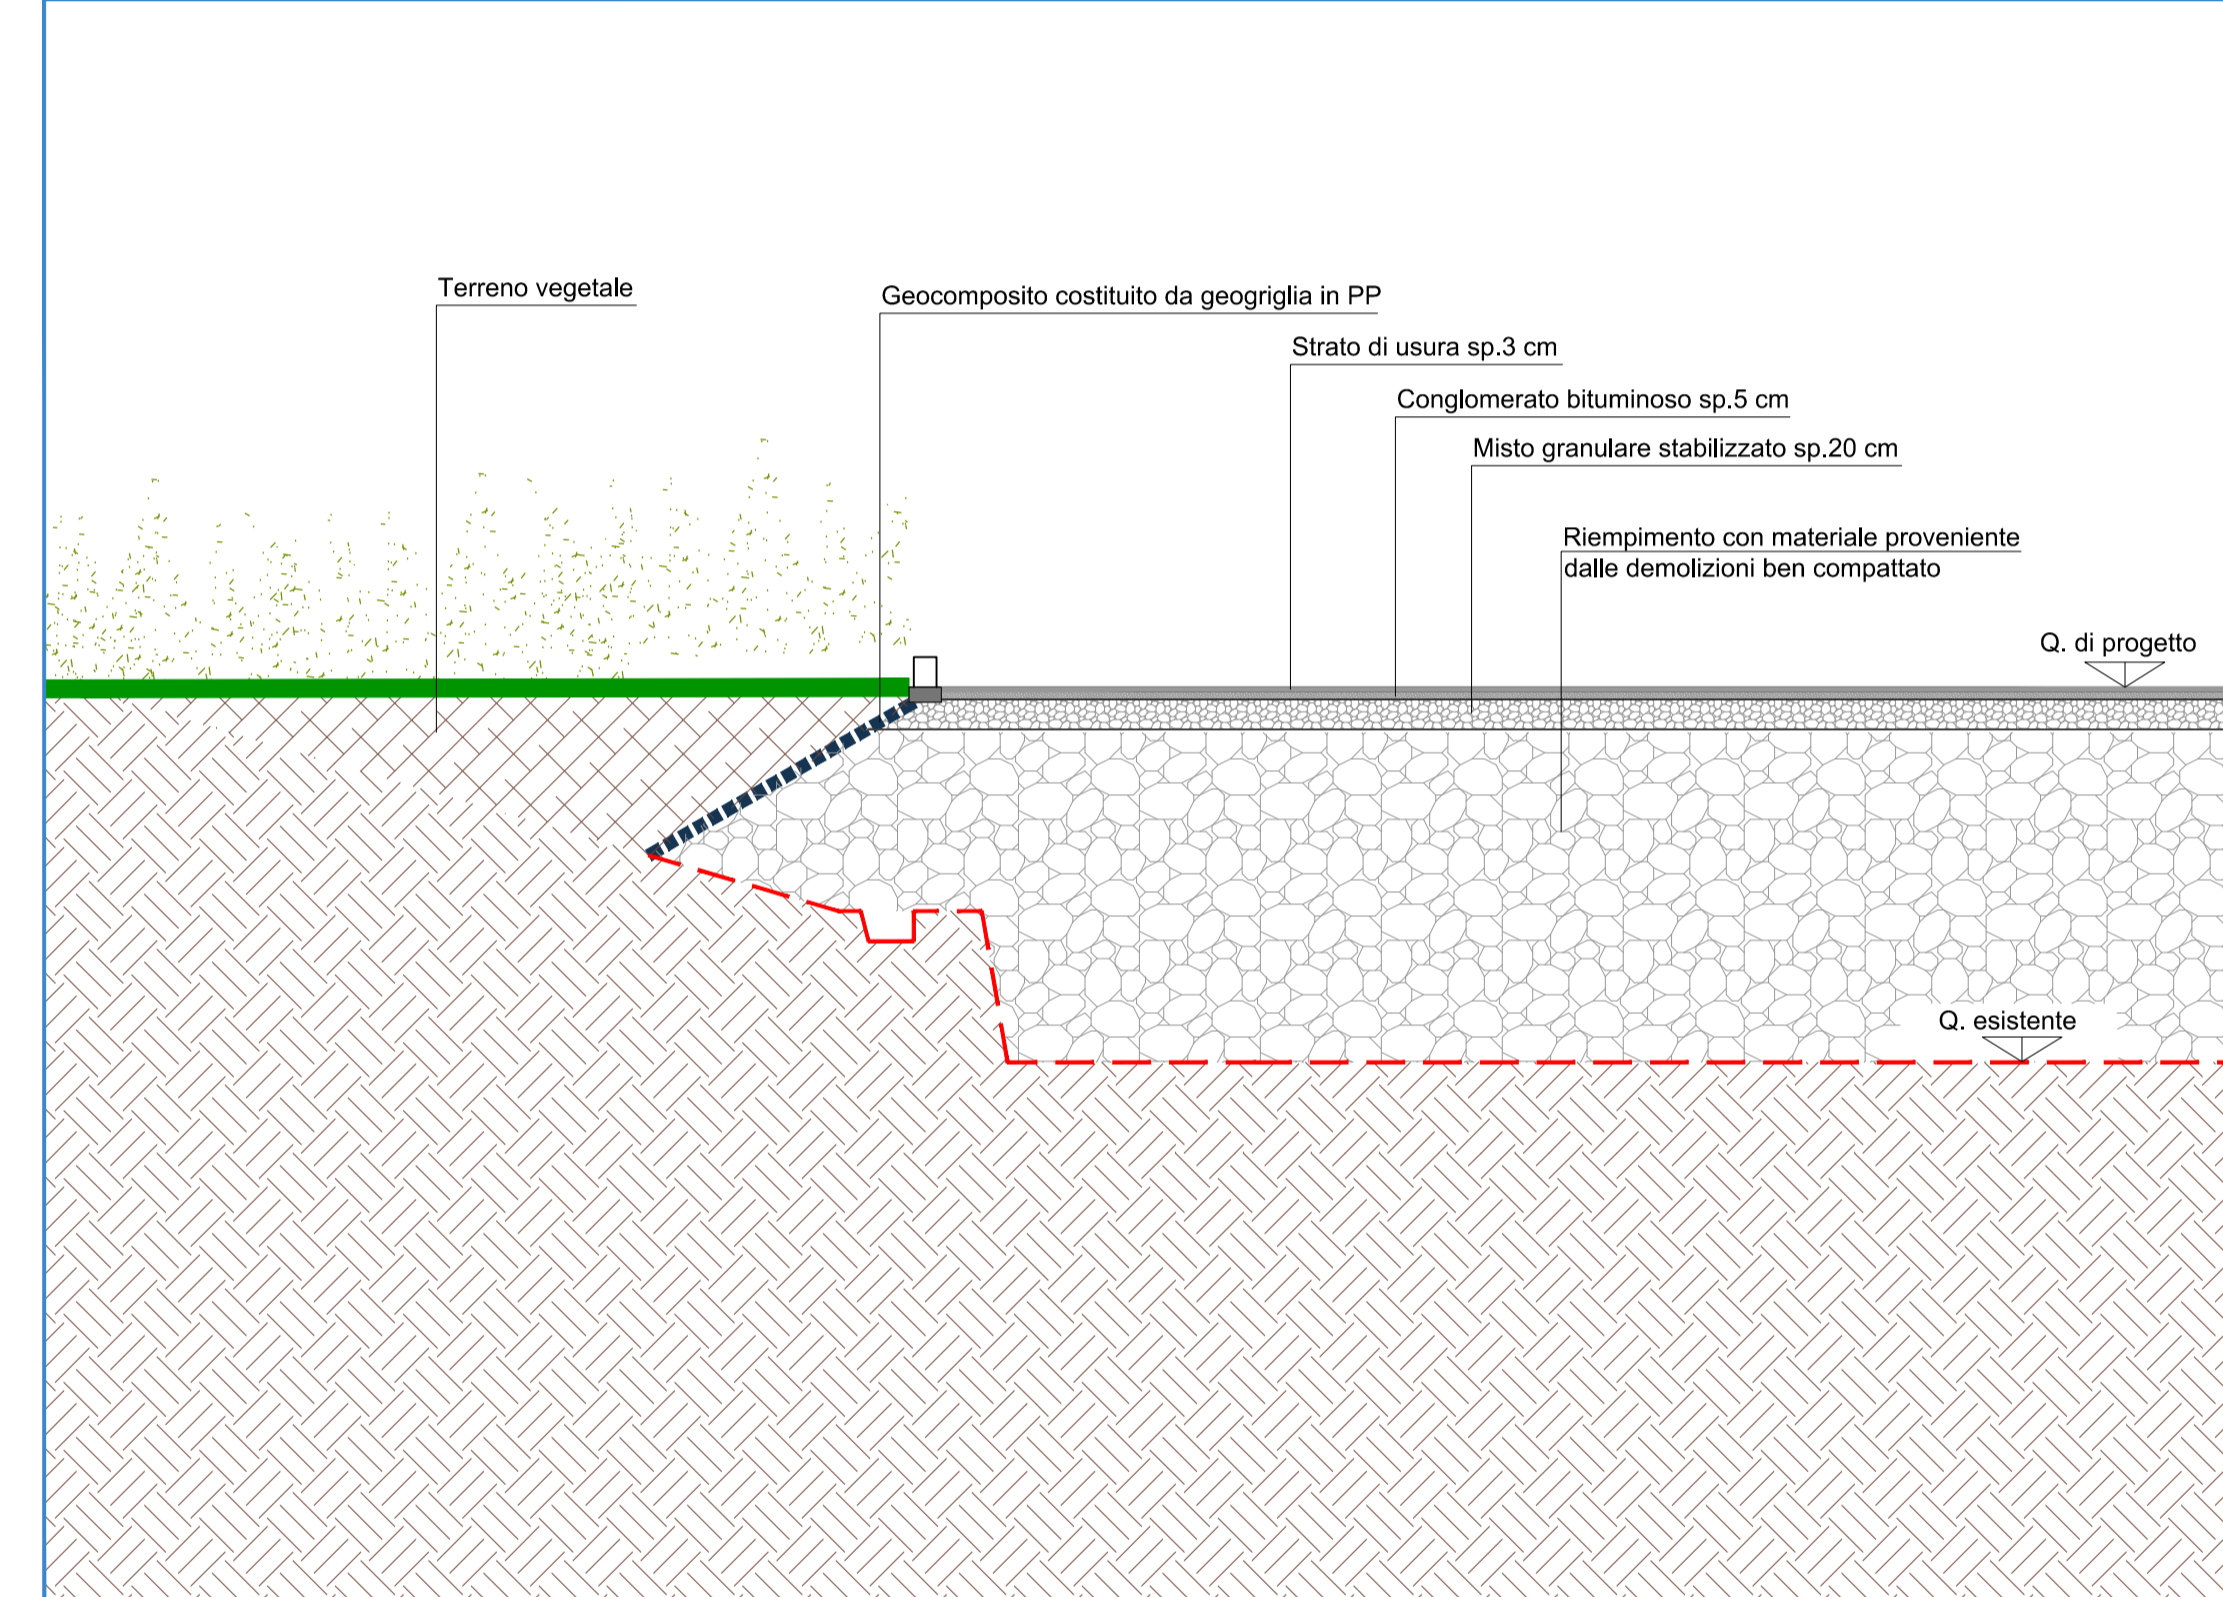 Terreno vegetale
Geocomposito costituito da geogriglia in PP
Strato di usura sp.3 cm
Conglomerato bituminoso sp.5 cm
Misto granulare stabilizzato sp.20 cm
Riempimento con materiale proveniente
dalle demolizioni ben compattato
Q. di progetto
Q. esistente